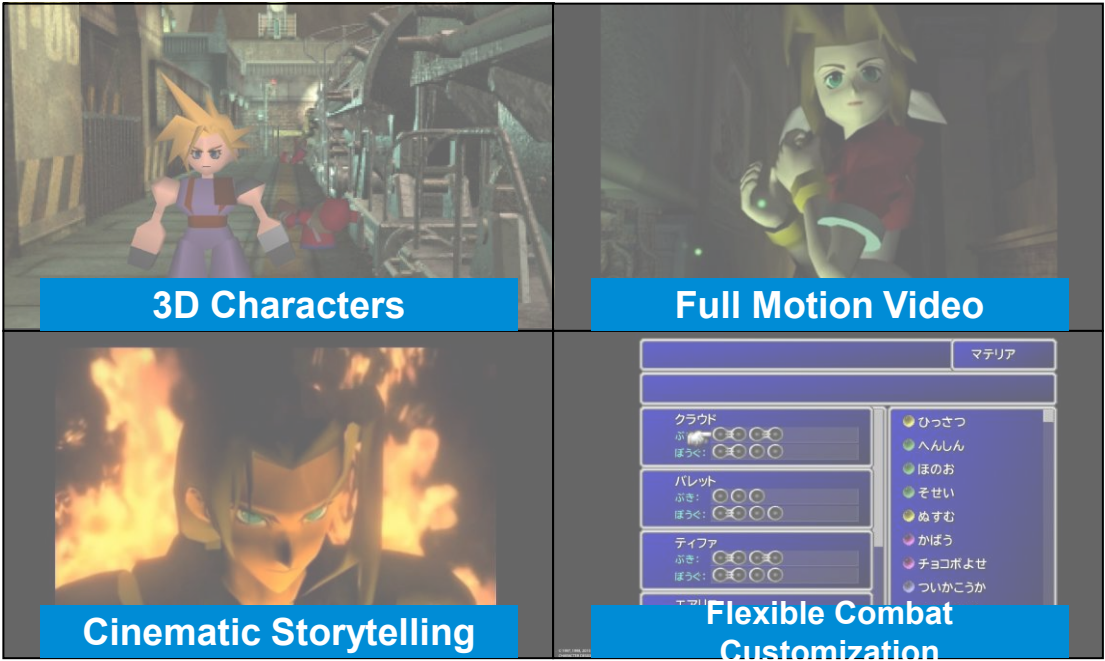 3D Characters
Full Motion Video
Cinematic Storytelling
マテリア
クラウド
ぼうぐ:
バレット
ぶき:
ぼうぐ:
ティファ
ぶき:
ぼうぐ:
ひっさつ
へんしん
ほのお
そせい
ぬすむ
かばう
チョコボよせ
ついかこうか
Flexible Combat
Customization